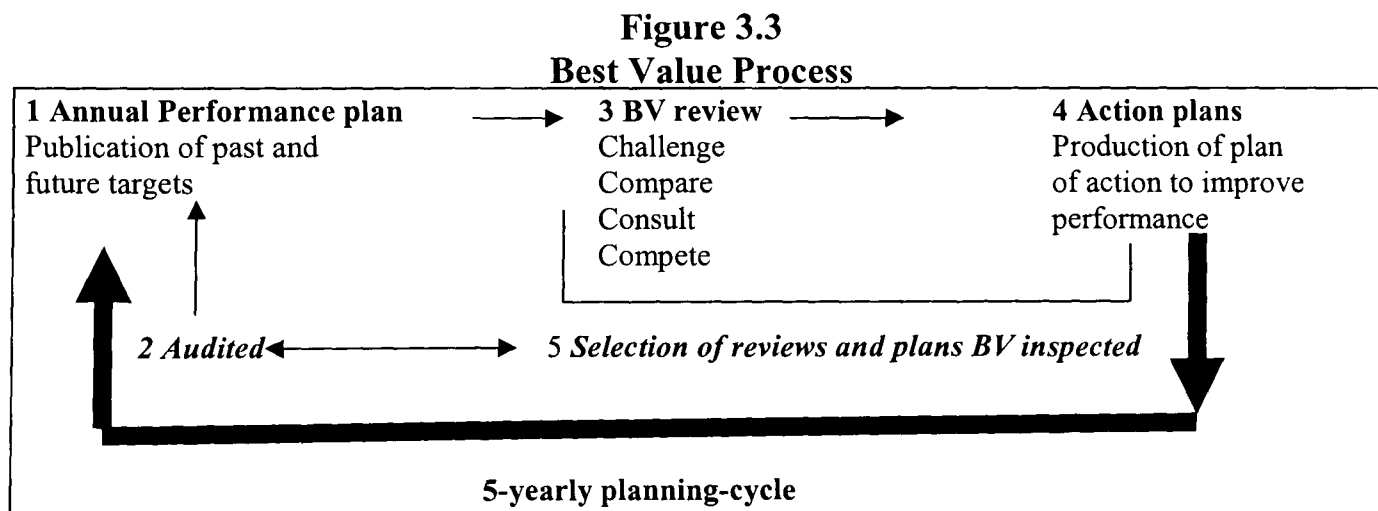 Figure 3.3
Best Value Process
1 Annual Performance plan
Publication of past and
future targets
3 BV review
Challenge
Compare
Consult
Compete
4 Action plans
Production of plan
of action to improve
performance
2 Audited
5 Selection of reviews and plans BV inspected
5-yearly planning-cycle